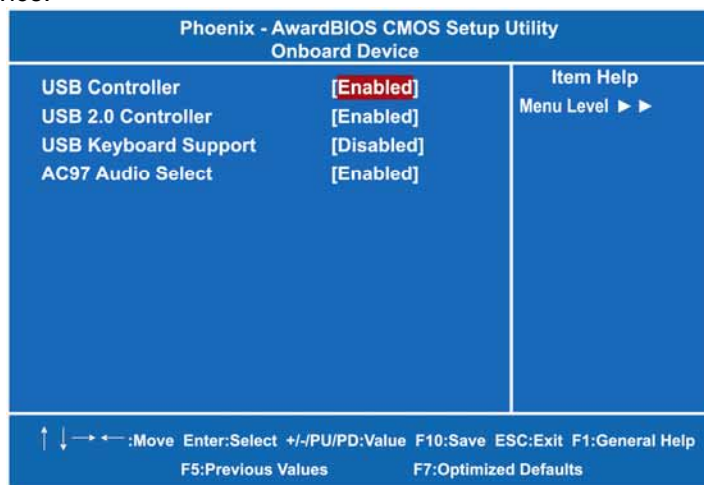 Phoenix - AwardBIOS CMOS Setup Utility
Onboard Device
USB Controller [Enabled]
USB 2.0 Controller [Enabled]
USB Keyboard Support [Disabled]
AC97 Audio Select [Enabled]
Item Help
Menu Level ►►
↑ ↓ → ← :Move Enter:Select +/-/PU/PD:Value F10:Save ESC:Exit F1:General Help
F5:Previous Values F7:Optimized Defaults